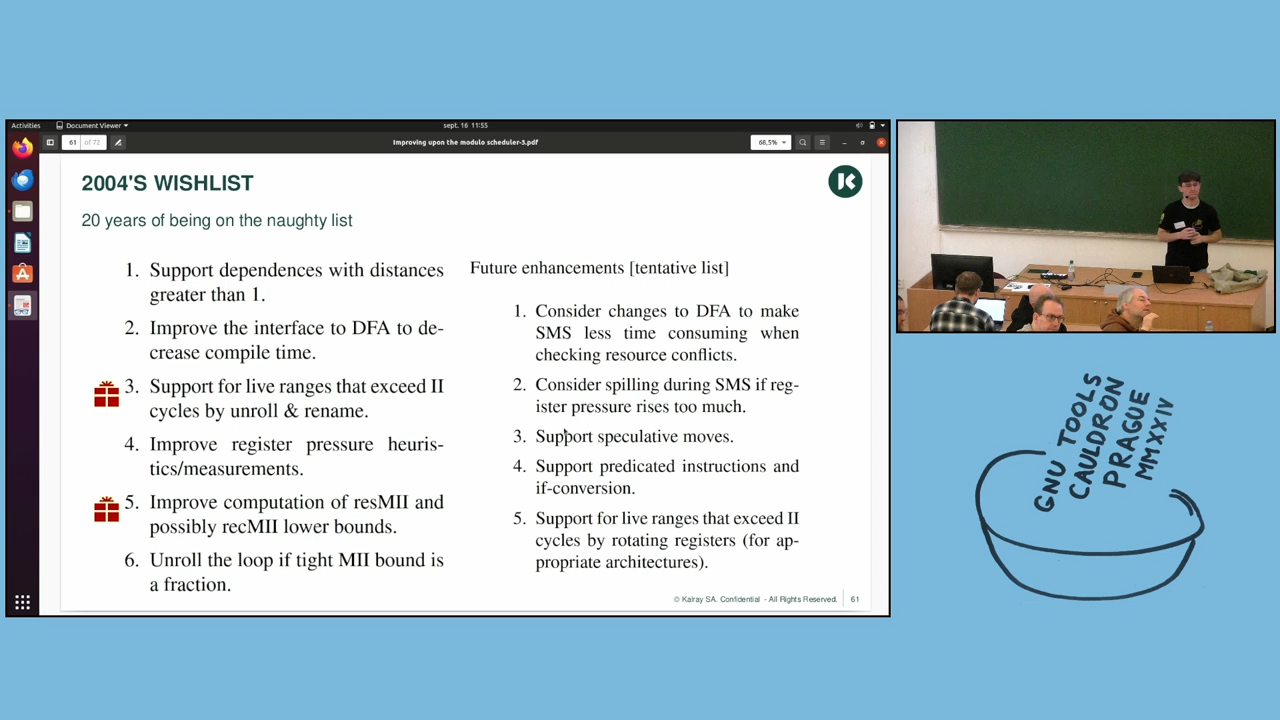 Activities
Document Viewer
sept. 16 11:55
61
of 72
Improving upon the modulo scheduler-3.pdf
68,5%
2004'S WISHLIST
20 years of being on the naughty list
1. Support dependences with distances
greater than 1.
2. Improve the interface to DFA to de-
crease compile time.
3. Support for live ranges that exceed II
cycles by unroll & rename.
4. Improve register pressure heuris-
tics/measurements.
5. Improve computation of resMII and
possibly recMII lower bounds.
6. Unroll the loop if tight MII bound is
a fraction.
Future enhancements [tentative list]
1. Consider changes to DFA to make
SMS less time consuming when
checking resource conflicts.
2. Consider spilling during SMS if reg-
ister pressure rises too much.
3. Support speculative moves.
4. Support predicated instructions and
if-conversion.
5. Support for live ranges that exceed II
cycles by rotating registers (for ap-
propriate architectures).
© Kalray SA. Confidential - All Rights Reserved.
61
GNU TOOLS
CAULDRON
PRAGUE
MMXXIV